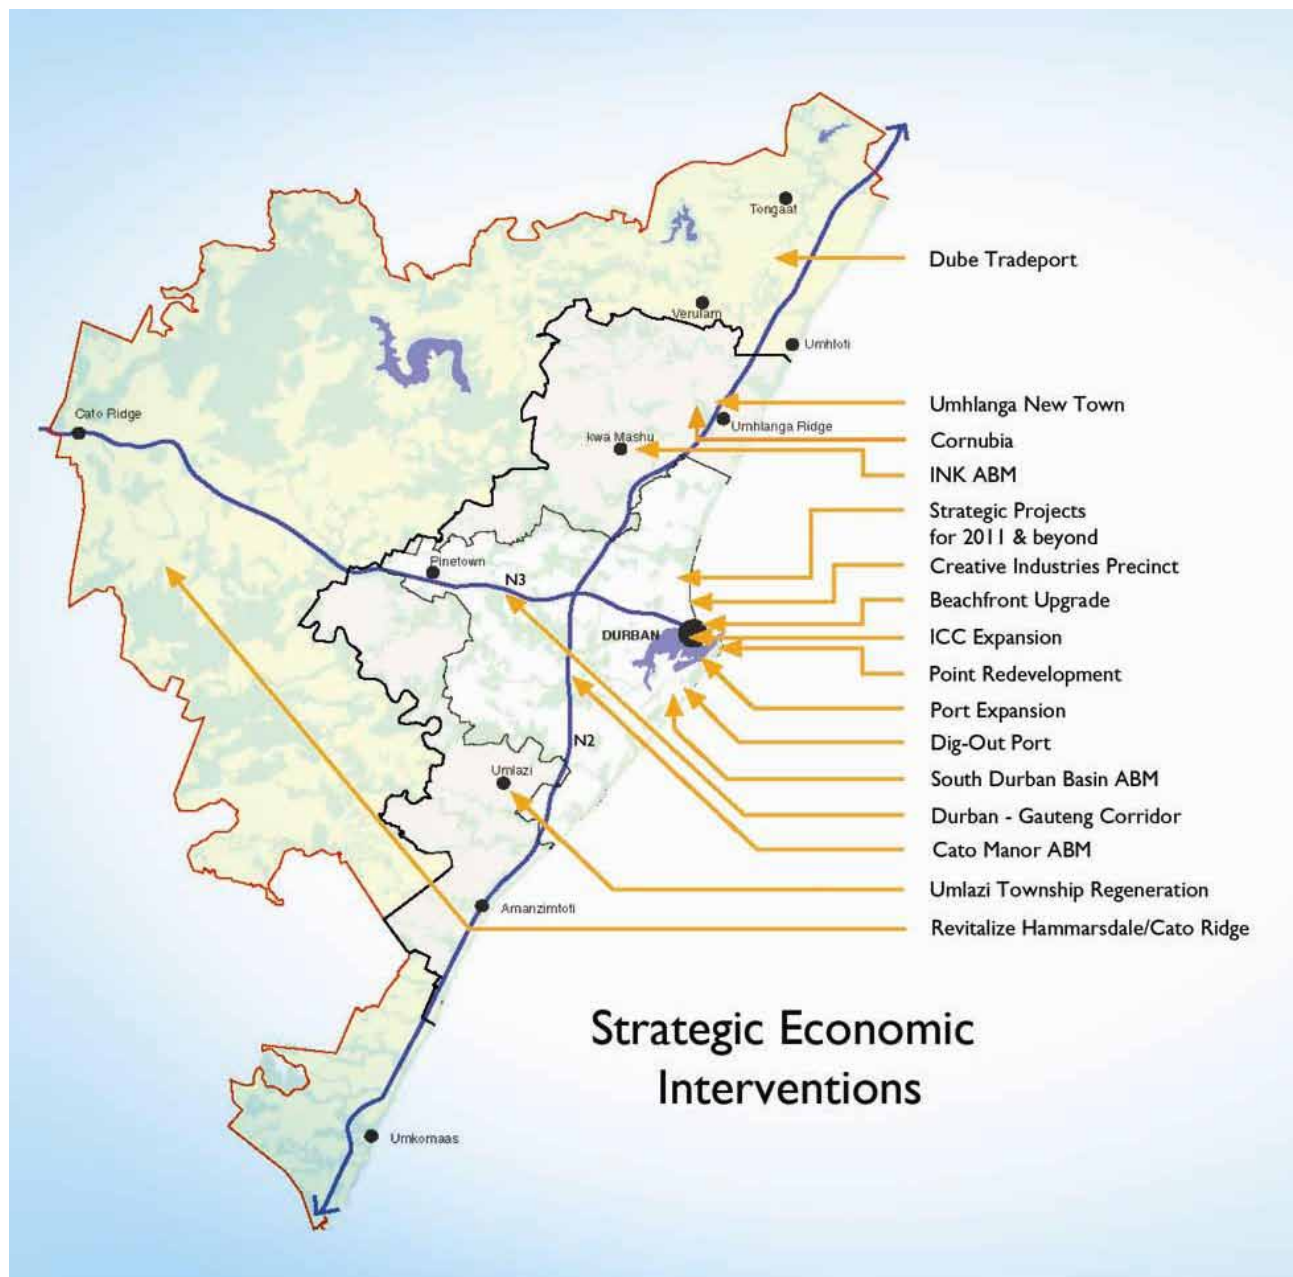 Tongaat
Dube Tradeport
Verulam
Umhloti
Umhlanga New Town
Cato Ridge
Umhlanga Ridge
kwa Mashu
Cornubia
INK ABM
Strategic Projects
for 2011 & beyond
Creative Industries Precinct
Pinetown
N3
Beachfront Upgrade
DURBAN
ICC Expansion
Point Redevelopment
Port Expansion
N2
Dig-Out Port
Umlazi
South Durban Basin ABM
Durban - Gauteng Corridor
Cato Manor ABM
Umlazi Township Regeneration
Amanzimtoti
Revitalize Hammarsdale/Cato Ridge
Strategic Economic
Interventions
Umkomaas